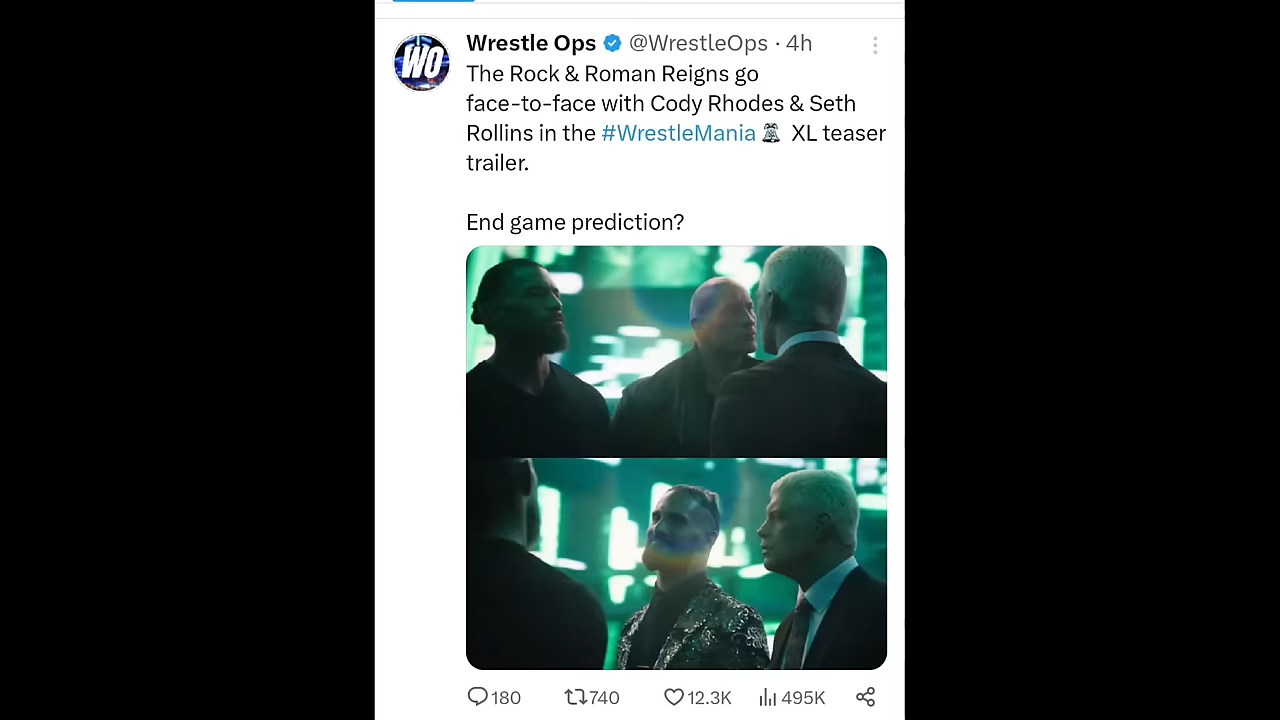 WO
Wrestle Ops @WrestleOps · 4h
The Rock & Roman Reigns go
face-to-face with Cody Rhodes & Seth
Rollins in the #WrestleMania XL teaser
trailer.
End game prediction?
180 740 12.3K 495K